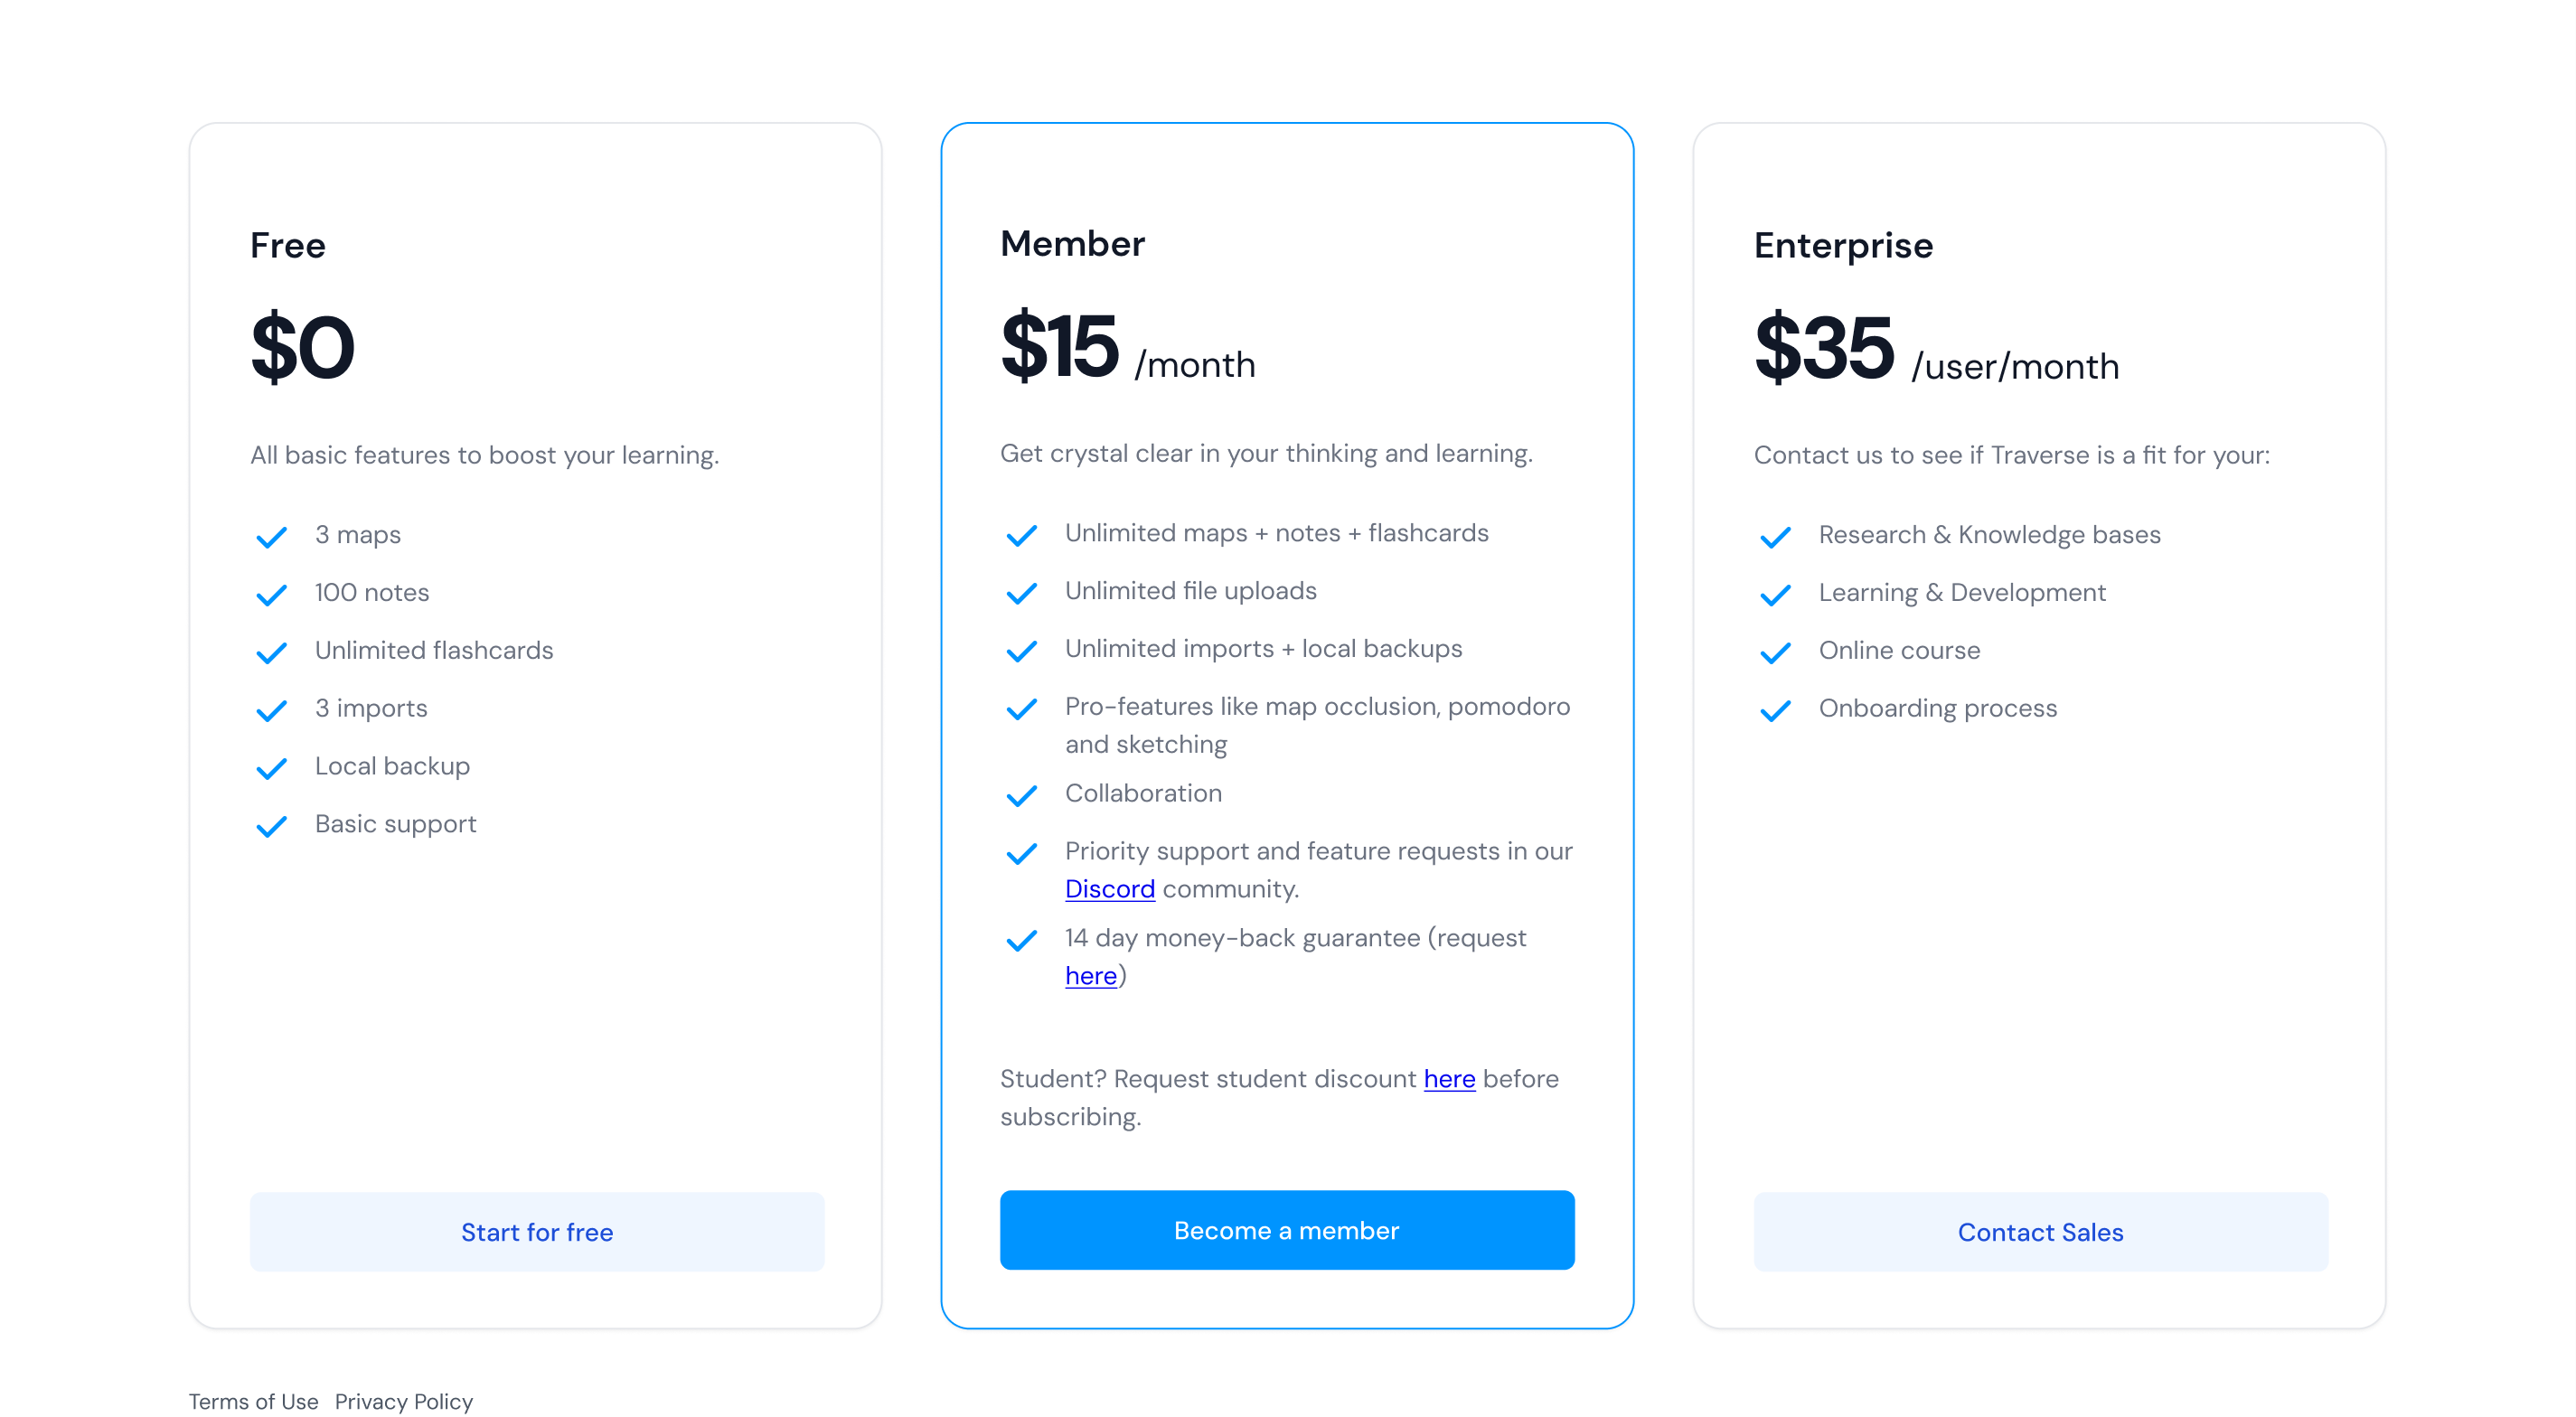 Free
$0
All basic features to boost your learning.
3 maps
100 notes
Unlimited flashcards
3 imports
Local backup
Basic support
Start for free
Member
$15 /month
Get crystal clear in your thinking and learning.
Unlimited maps + notes + flashcards
Unlimited file uploads
Unlimited imports + local backups
Pro-features like map occlusion, pomodoro
and sketching
Collaboration
Priority support and feature requests in our
Discord community.
14 day money-back guarantee (request
here)
Student? Request student discount here before
subscribing.
Become a member
Enterprise
$35 /user/month
Contact us to see if Traverse is a fit for your:
Research & Knowledge bases
Learning & Development
Online course
Onboarding process
Contact Sales
Terms of Use Privacy Policy